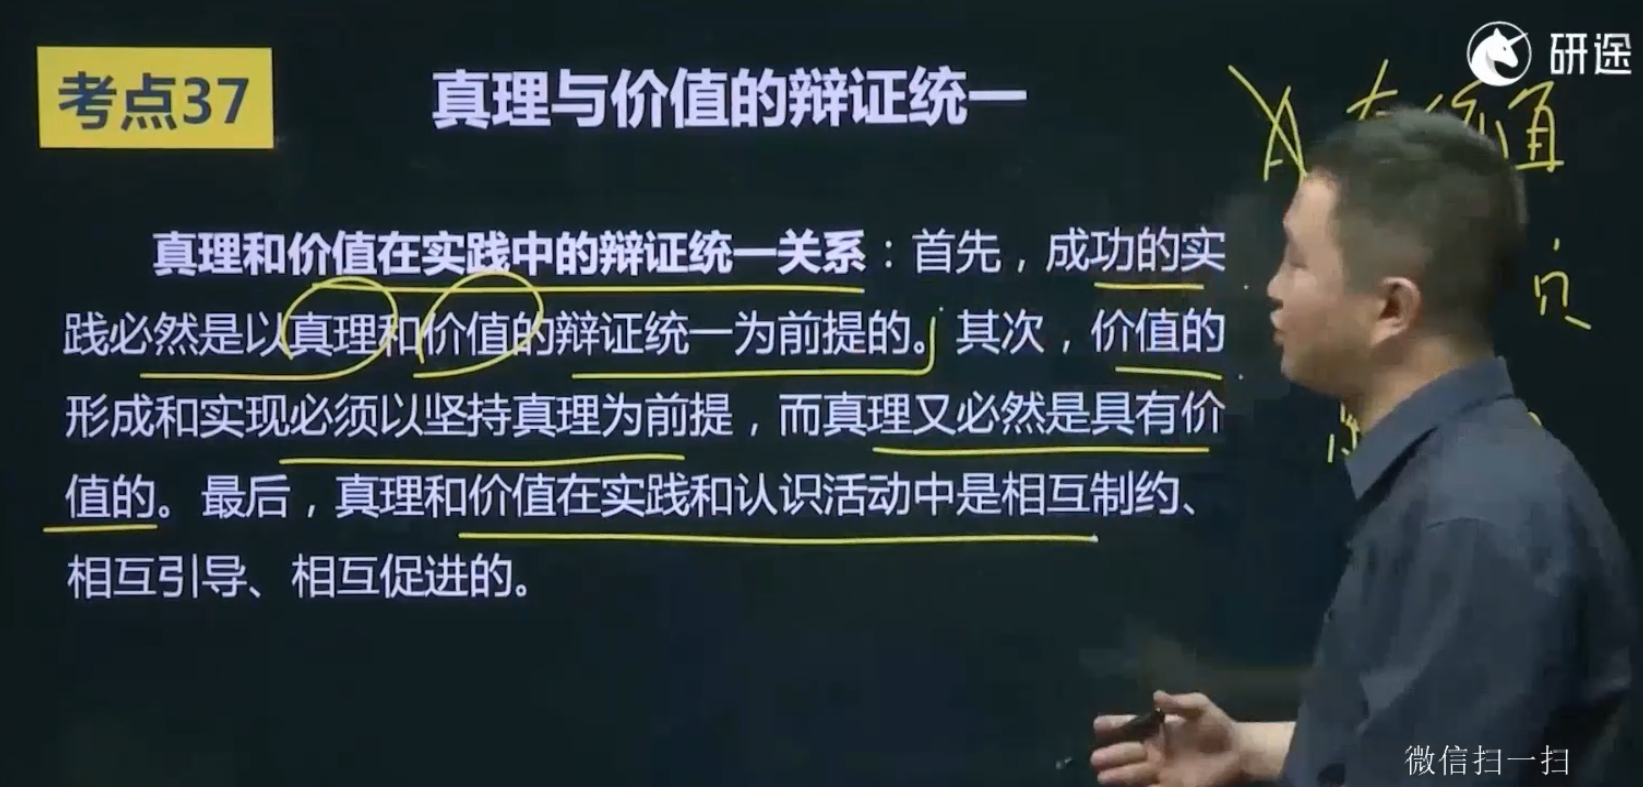 研途
考点37
真理与价值的辩证统一
真理和价值在实践中的辩证统一关系：首先，成功的实
践必然是以真理和价值的辩证统一为前提的。其次，价值的
形成和实现必须以坚持真理为前提，而真理又必然是具有价
值的。最后，真理和价值在实践和认识活动中是相互制约、
相互引导、相互促进的。
微信扫一扫